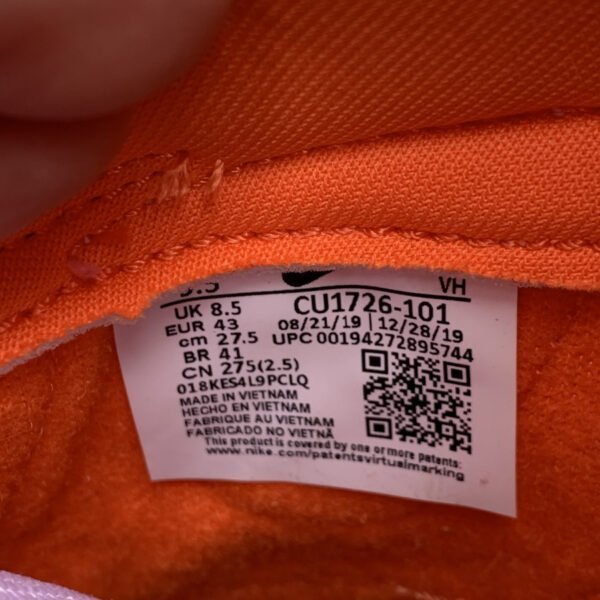 VH
UK 8.5
CU1726-101
EUR 43
08/21/19 | 12/28/19
cm 27.5
UPC 00194272895744
BR 41
CN 275(2.5)
018KES4L9PCLQ
MADE IN VIETNAM
HECHO EN VIETNAM
FABRIQUE AU VIETNAM
FABRICADO NO VIETNÃ
This product is covered by one or more patents:
www.nike.com/patentsvirtualmarking